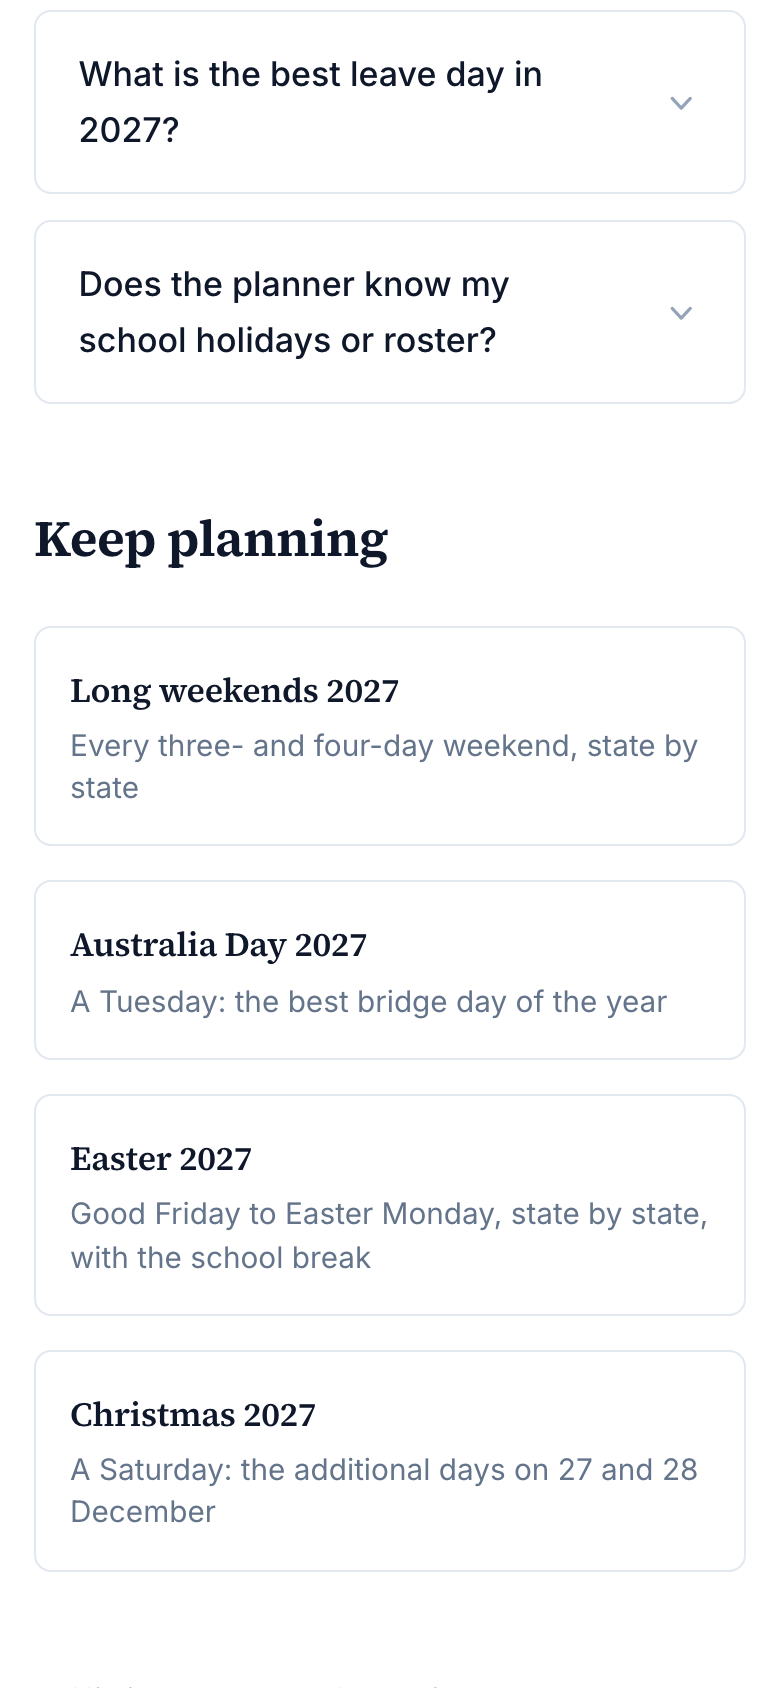 What is the best leave day in
2027?
Does the planner know my
school holidays or roster?
Keep planning
Long weekends 2027
Every three- and four-day weekend, state by
state
Australia Day 2027
A Tuesday: the best bridge day of the year
Easter 2027
Good Friday to Easter Monday, state by state,
with the school break
Christmas 2027
A Saturday: the additional days on 27 and 28
December